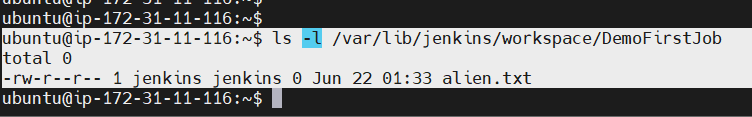 ubuntu@ip-172-31-11-116:~$
ubuntu@ip-172-31-11-116:~$
ubuntu@ip-172-31-11-116:~$ ls -l /var/lib/jenkins/workspace/DemoFirstJob
total 0
-rw-r--r-- 1 jenkins jenkins 0 Jun 22 01:33 alien.txt
ubuntu@ip-172-31-11-116:~$